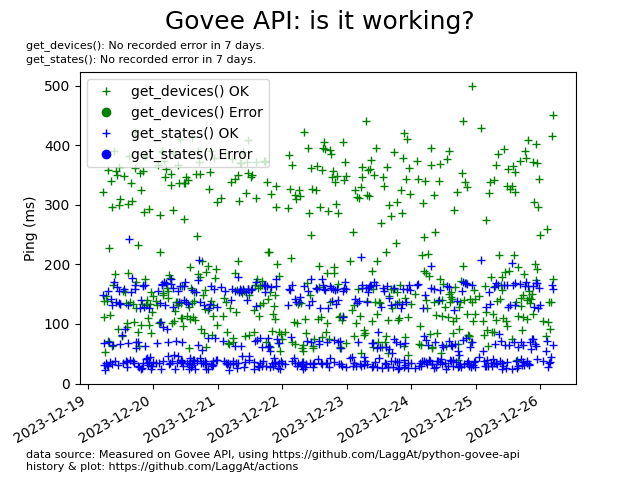 Govee API: is it working?
get_devices(): No recorded error in 7 days.
get_states(): No recorded error in 7 days.
get_devices() OK
get_devices() Error
get_states() OK
get_states() Error
Ping (ms)
500
400
300
200
100
0
2023-12-19
2023-12-20
2023-12-21
2023-12-22
2023-12-23
2023-12-24
2023-12-25
2023-12-26
data source: Measured on Govee API, using https://github.com/LaggAt/python-govee-api
history & plot: https://github.com/LaggAt/actions